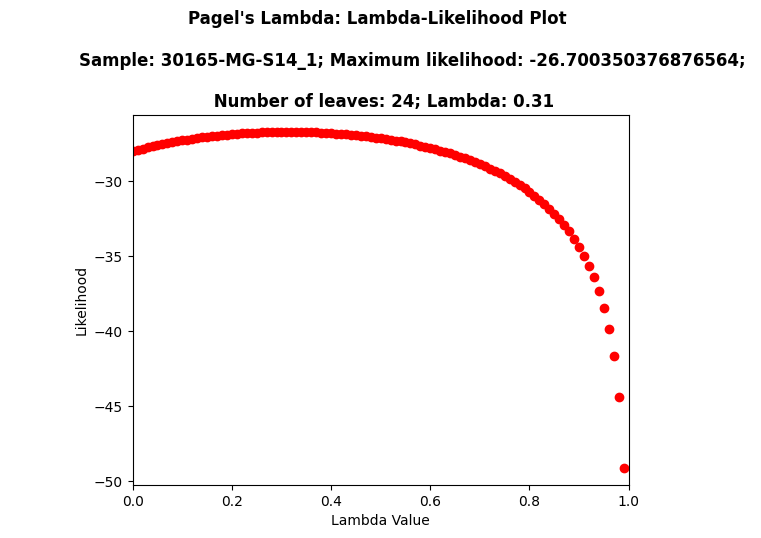 Pagel's Lambda: Lambda-Likelihood Plot
Sample: 30165-MG-S14_1; Maximum likelihood: -26.700350376876564;
Number of leaves: 24; Lambda: 0.31
Likelihood
−30
−35
−40
−45
−50
0.0 0.2 0.4 0.6 0.8 1.0
Lambda Value